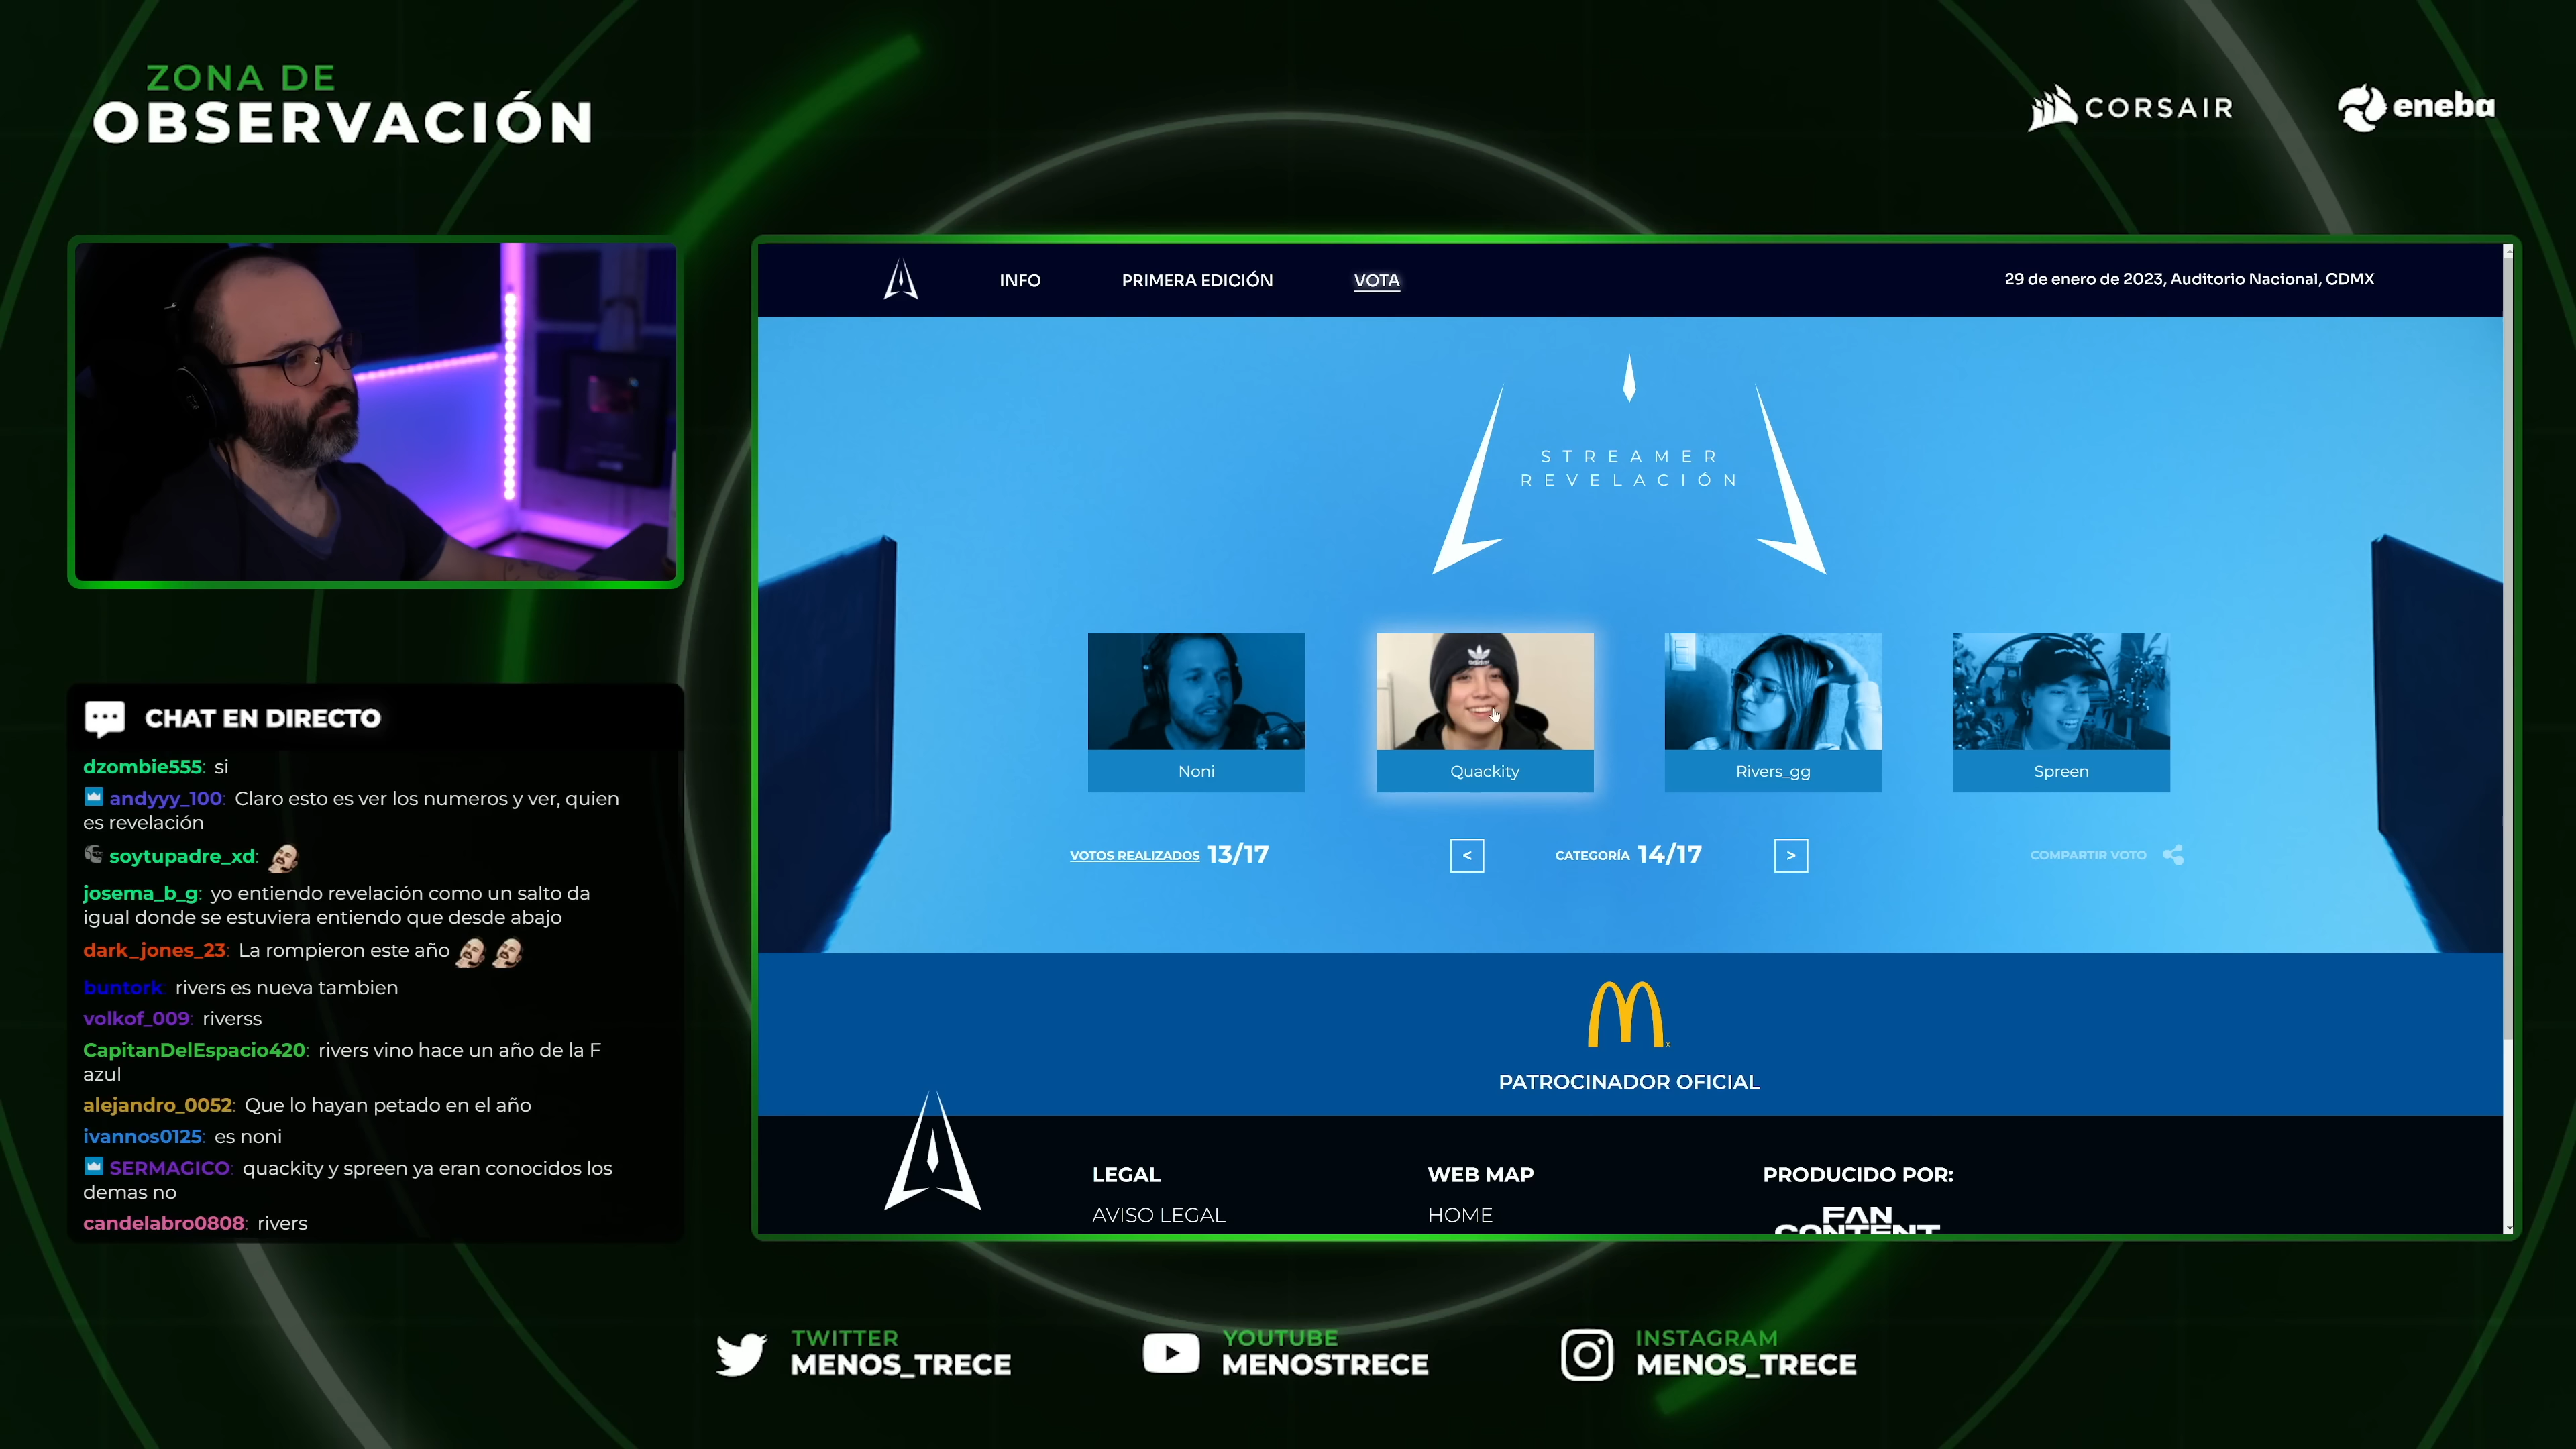 ZONA DE
OBSERVACIÓN
CORSAIR
eneba
INFO
PRIMERA EDICIÓN
VOTA
29 de enero de 2023, Auditorio Nacional, CDMX
STREAMER
REVELACIÓN
adidas
Noni
Quackity
Rivers_gg
Spreen
VOTOS REALIZADOS 13/17
<
CATEGORÍA 14/17
>
COMPARTIR VOTO
CHAT EN DIRECTO
dzombie555: si
andyyy_100: Claro esto es ver los numeros y ver, quien
es revelación
soytupadre_xd:
josema_b_g: yo entiendo revelación como un salto da
igual donde se estuviera entiendo que desde abajo
dark_jones_23: La rompieron este año
buntork: rivers es nueva tambien
volkof_009: riverss
CapitanDelEspacio420: rivers vino hace un año de la F
azul
alejandro_0052: Que lo hayan petado en el año
ivannos0125: es noni
SERMAGICO: quackity y spreen ya eran conocidos los
demas no
candelabro0808: rivers
PATROCINADOR OFICIAL
LEGAL
AVISO LEGAL
WEB MAP
HOME
PRODUCIDO POR:
FAN
CONTENT
TWITTER
MENOS_TRECE
YOUTUBE
MENOSTRECE
INSTAGRAM
MENOS_TRECE